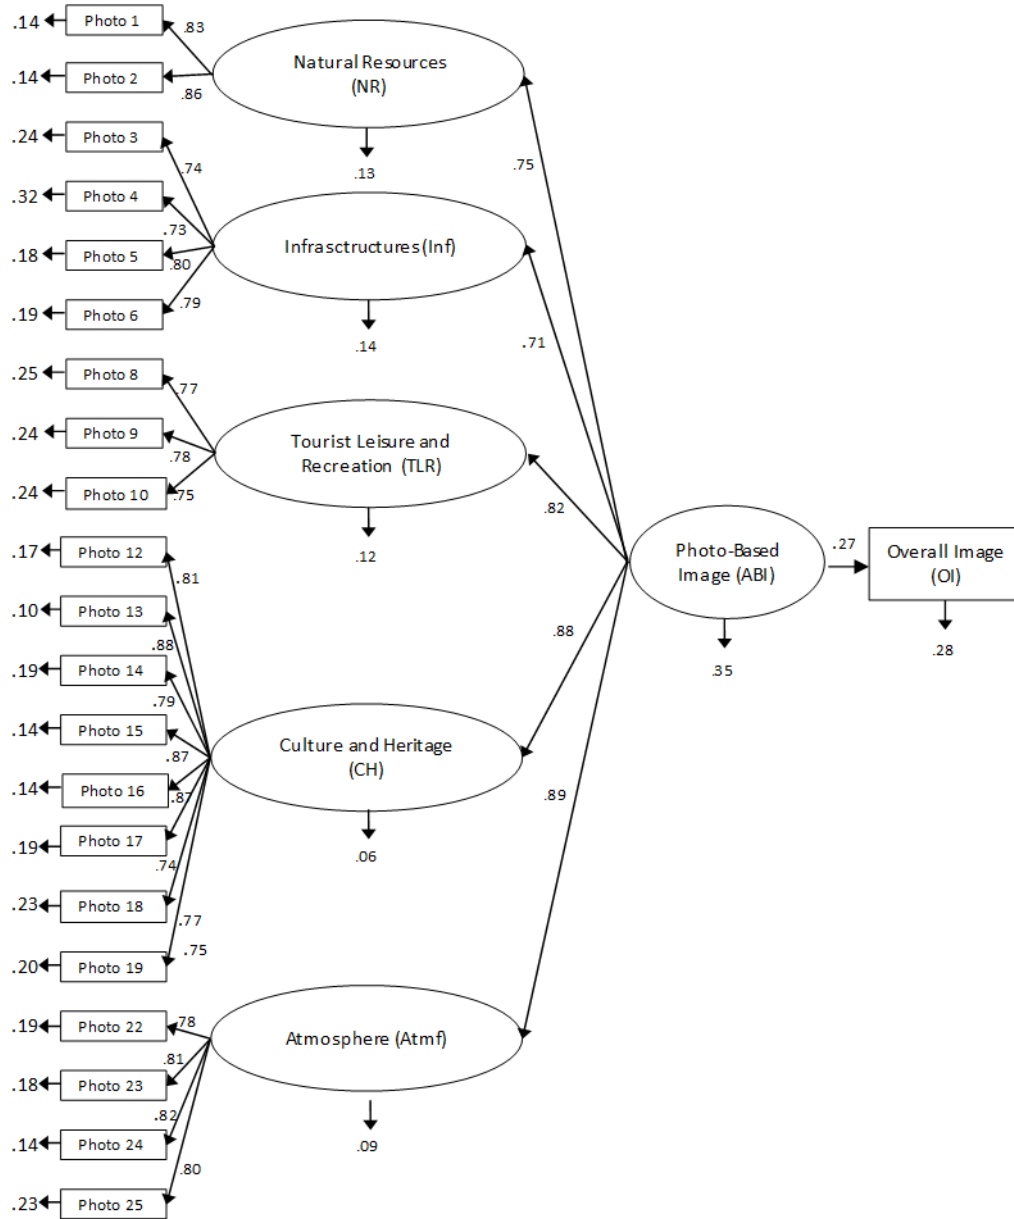 .14
Photo 1
.83
.14
Photo 2
.86
Natural Resources
(NR)
.13
.75
.24
Photo 3
.74
.32
Photo 4
.73
.18
Photo 5
.80
.19
Photo 6
.79
Infrasctructures (Inf)
.14
.71
.25
Photo 8
.77
.24
Photo 9
.78
.24
Photo 10
.75
Tourist Leisure and
Recreation (TLR)
.12
.82
.17
Photo 12
.81
.10
Photo 13
.88
.19
Photo 14
.79
.14
Photo 15
.87
.14
Photo 16
.87
.19
Photo 17
.74
.23
Photo 18
.77
.20
Photo 19
.75
Culture and Heritage
(CH)
.06
.88
.19
Photo 22
.78
.18
Photo 23
.81
.14
Photo 24
.82
.23
Photo 25
.80
Atmosphere (Atmf)
.09
.89
Photo-Based
Image (ABI)
.35
.27
Overall Image
(OI)
.28